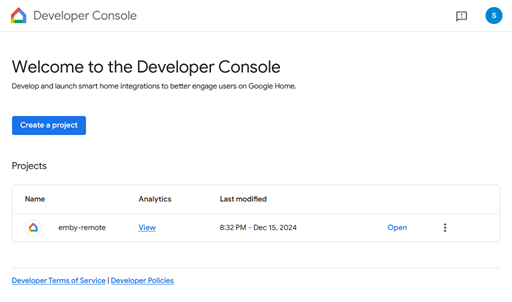 Developer Console
S
Welcome to the Developer Console
Develop and launch smart home integrations to better engage users on Google Home.
Create a project
Projects
Name Analytics Last modified
emby-remote View 8:32 PM - Dec 15, 2024 Open
Developer Terms of Service | Developer Policies